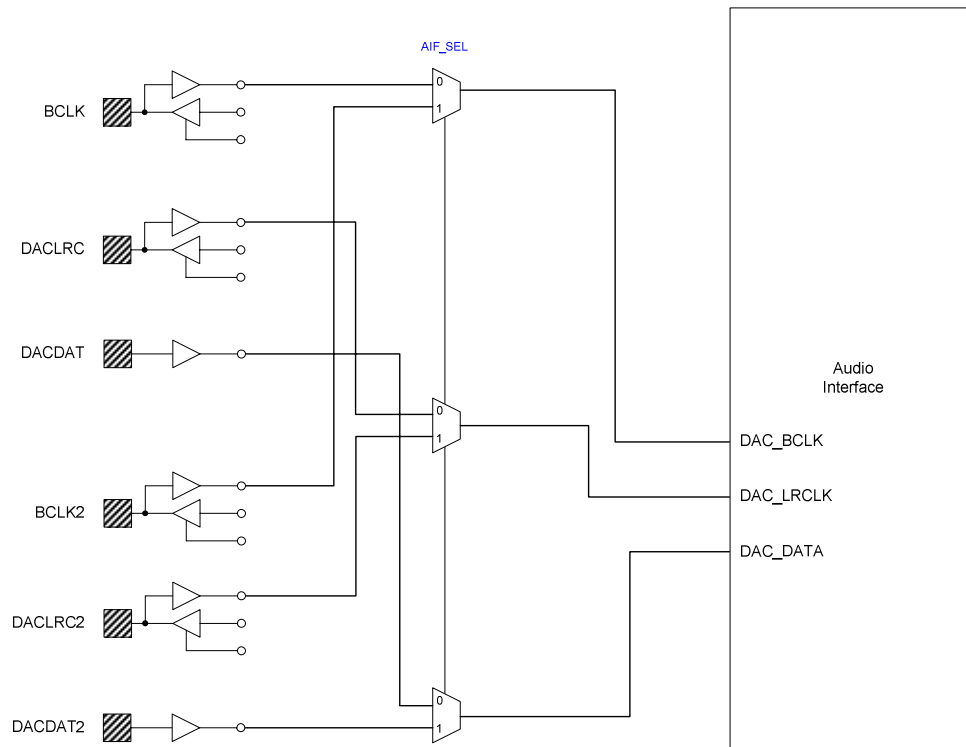 AIF_SEL
BCLK
0
1
DACLRC
DACDAT
Audio
Interface
0
1
DAC_BCLK
DAC_LRCLK
BCLK2
DAC_DATA
DACLRC2
0
DACDAT2
1